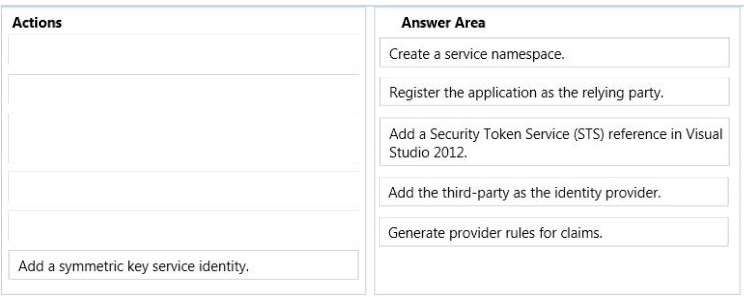 Actions
Add a symmetric key service identity.
Answer Area
Create a service namespace.
Register the application as the relying party.
Add a Security Token Service (STS) reference in Visual
Studio 2012.
Add the third-party as the identity provider.
Generate provider rules for claims.